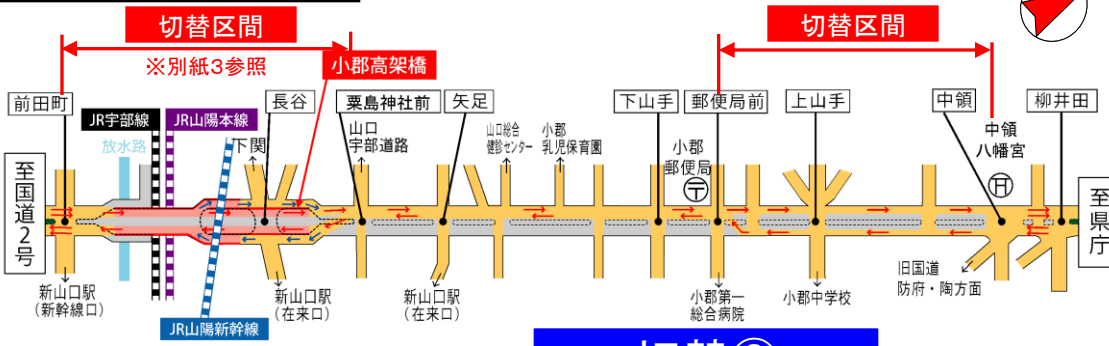 切替区間
※別紙3参照
切替区間
小郡高架橋
前田町
JR宇部線
JR山陽本線
長谷
粟島神社前
矢足
下山手
郵便局前
上山手
中領
柳井田
放水路
下関
山口
宇部道路
山口総合
健診センター
小郡
乳児保育園
小郡
郵便局
〒
中領
八幡宮
至国道2号
至県庁
新山口駅
(新幹線口)
JR山陽新幹線
新山口駅
(在来口)
新山口駅
(在来口)
小郡第一
総合病院
小郡中学校
旧国道
防府・陶方面